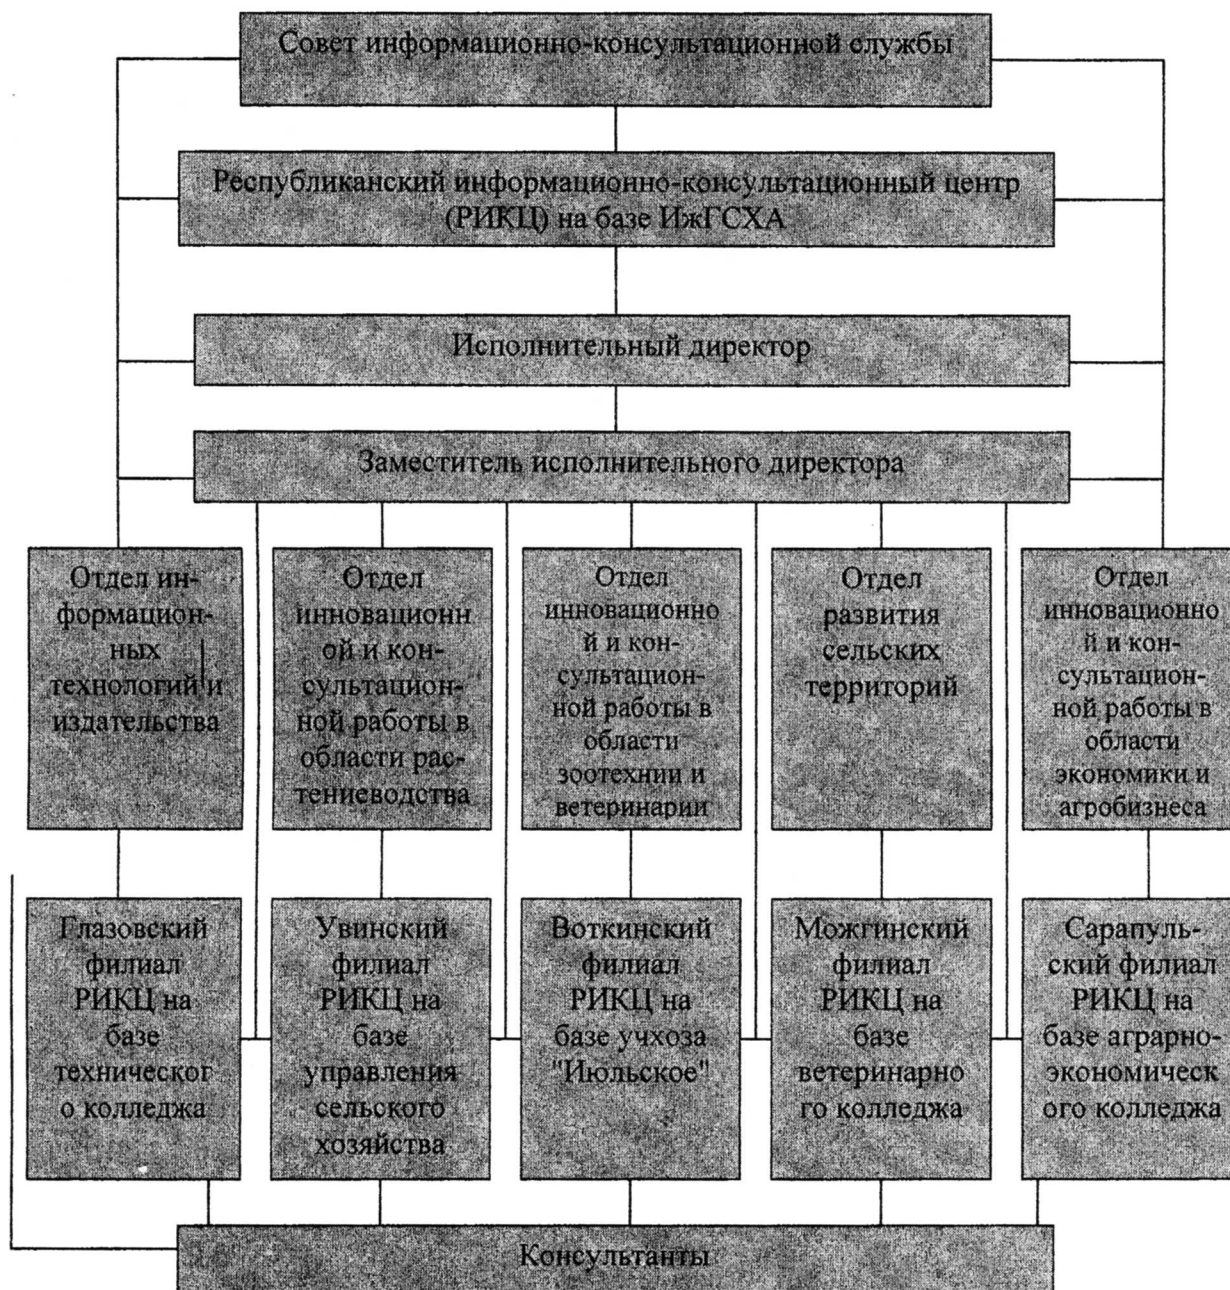 Совет информационно-консультационной службы
Республиканский информационно-консультационный центр
(РИКЦ) на базе ИжГСХА
Исполнительный директор
Заместитель исполнительного директора
Отдел ин-
формацион-
ных
технологий и
издательства
Отдел
инновационн
ой и кон-
сультацион-
ной работы в
области рас-
тениеводства
Отдел
инновационно
й и кон-
сультацион-
ной работы в
области
зоотехнии и
ветеринарии
Отдел
развития
сельских
территорий
Отдел
инновационно
й и кон-
сультацион-
ной работы в
области
экономики и
агробизнеса
Глазовский
филиал
РИКЦ на
базе
техническог
о колледжа
Увинский
филиал
РИКЦ на
базе
управления
сельского
хозяйства
Воткинский
филиал
РИКЦ на
базе учхоза
"Июльское"
Можгинский
филиал
РИКЦ на
базе
ветеринарно
го колледжа
Сарапуль-
ский филиал
РИКЦ на
базе аграрно-
экономическ
ого колледжа
Консультанты